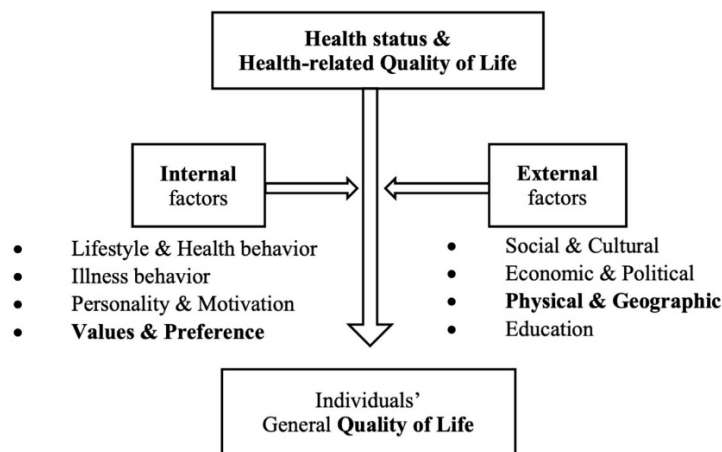 Health status &
Health-related Quality of Life
Internal
factors
External
factors
• Lifestyle & Health behavior
• Illness behavior
• Personality & Motivation
• Values & Preference
• Social & Cultural
• Economic & Political
• Physical & Geographic
• Education
Individuals’
General Quality of Life